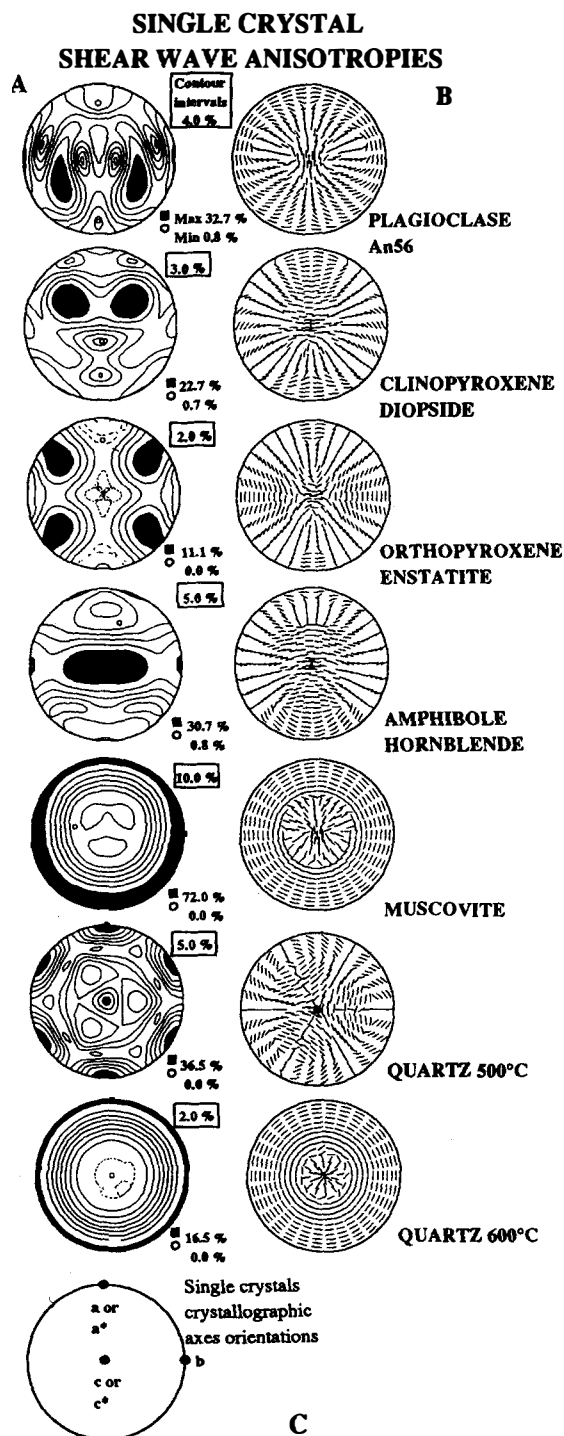 SINGLE CRYSTAL
SHEAR WAVE ANISOTROPIES
A
B
Contour
intervals
4.0 %
Max 32.7 %
Min 0.8 %
PLAGIOCLASE
An56
3.0 %
22.7 %
0.7 %
CLINOPYROXENE
DIOPSIDE
2.0 %
11.1 %
0.0 %
ORTHOPYROXENE
ENSTATITE
5.0 %
30.7 %
0.8 %
AMPHIBOLE
HORNBLENDE
10.0 %
72.0 %
0.0 %
MUSCOVITE
5.0 %
36.5 %
0.0 %
QUARTZ 500°C
2.0 %
16.5 %
0.0 %
QUARTZ 600°C
a or
a*
b
c or
c*
Single crystals
crystallographic
axes orientations
C